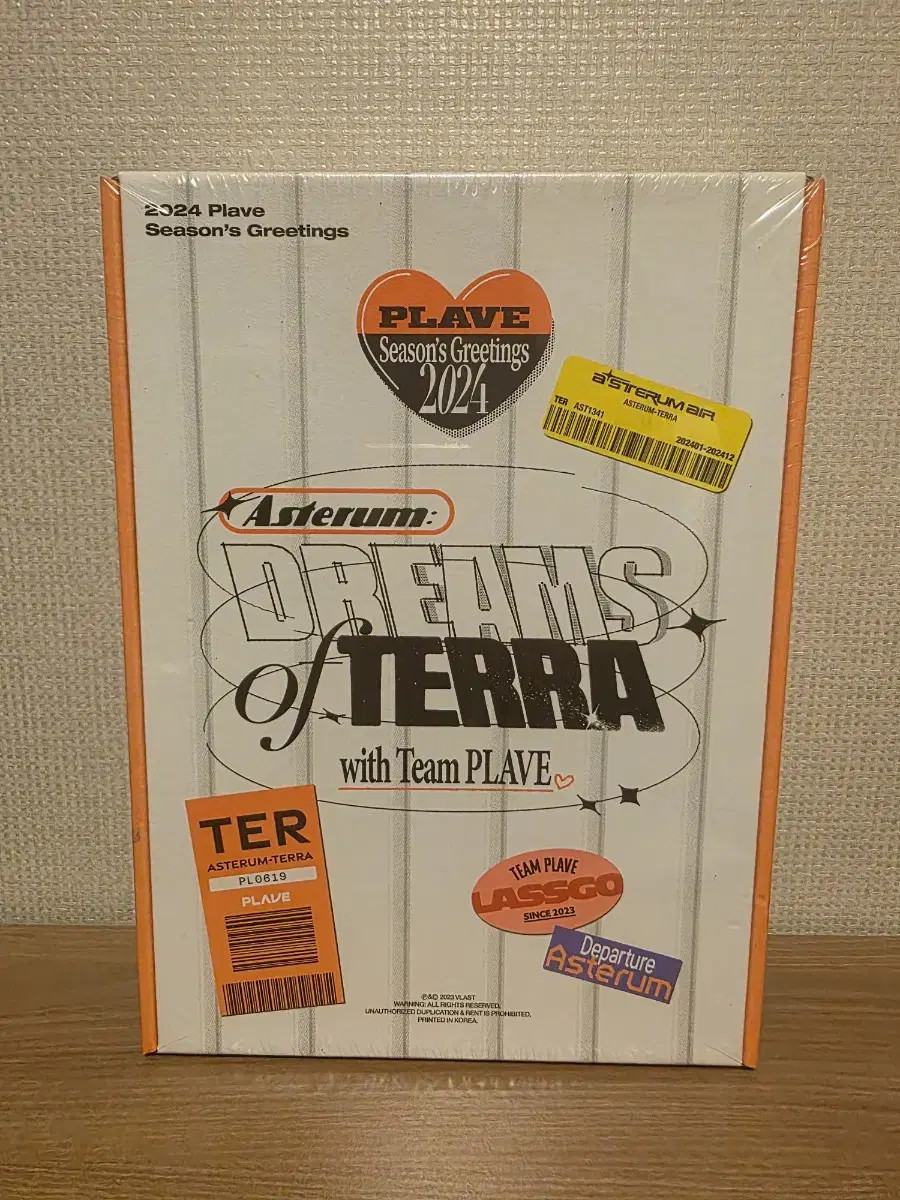 2024 Plave
Season's Greetings
PLAVE
Season's Greetings
2024
asterum air
TER AST1341
ASTERUM-TERRA
202401-202412
Asterum:
DREAMS
of TERRA
with Team PLAVE
TER
ASTERUM-TERRA
PL0619
PLAVE
TEAM PLAVE
LASSGO
SINCE 2023
Departure
Asterum
℗&© 2023 VLAST
WARNING: ALL RIGHTS RESERVED.
UNAUTHORIZED DUPLICATION & RENT IS PROHIBITED.
PRINTED IN KOREA.